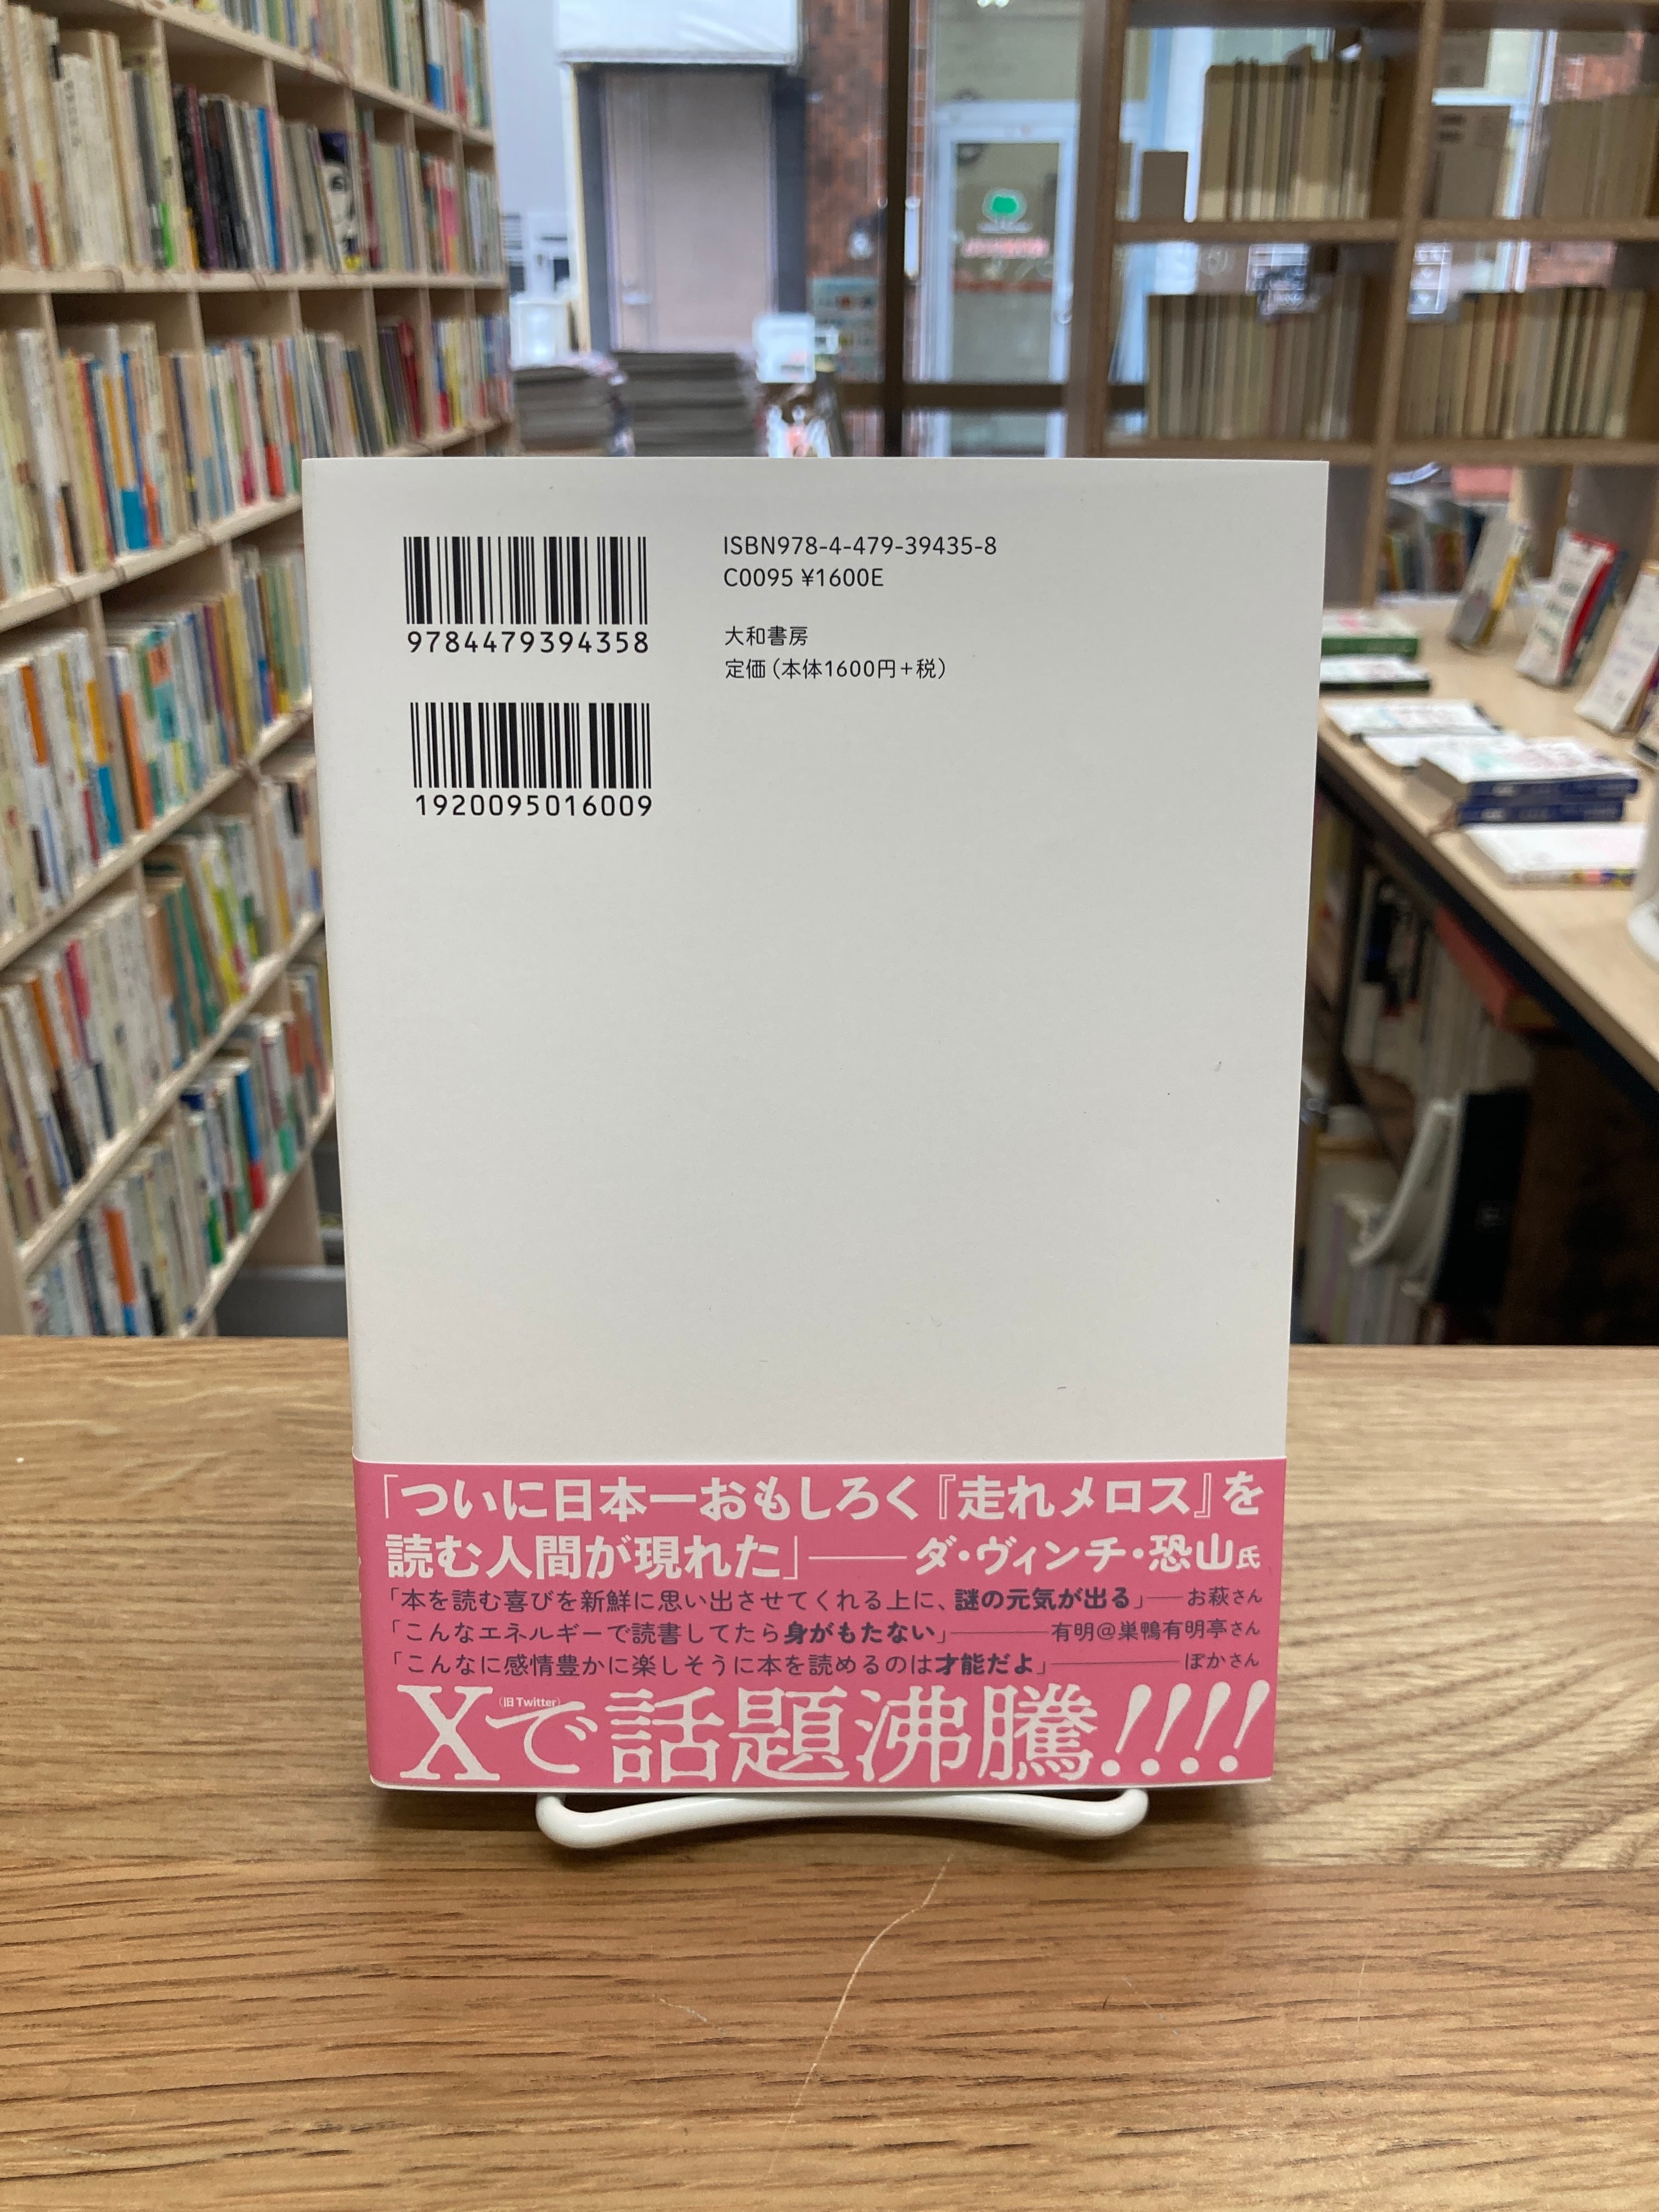 ISBN978-4-479-39435-8
C0095 ¥1600E
9784479394358
大和書房
定価(本体1600円+税)
1920095016009
「ついに日本一おもしろく『走れメロス』を
読む人間が現れた」——ダ・ヴィンチ・恐山氏
「本を読む喜びを新鮮に思い出させてくれる上に、謎の元気が出る」——お萩さん
「こんなエネルギーで読書してたら身がもたない」——有明@巣鴨有明亭さん
「こんなに感情豊かに楽しそうに本を読めるのは才能だよ」——ぽかさん
X(旧Twitter)で話題沸騰!!!!